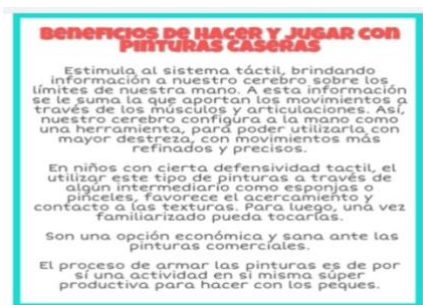 Beneficios de Hacer y Jugar con
Pinturas Caseras
Estimula al sistema táctil, brindando
información a nuestro cerebro sobre los
límites de nuestra mano. A esta información
se le suma la que aportan los movimientos a
través de los músculos y articulaciones. Así,
nuestro cerebro configura a la mano como
una herramienta, para poder utilizarla con
mayor destreza, con movimientos más
refinados y precisos.
En niños con cierta defensividad tactil, el
utilizar este tipo de pinturas a través de
algún intermediario como esponjas o
pinceles, favorece el acercamiento y
contacto a las texturas. Para luego, una vez
familiarizado pueda tocarlas.
Son una opción económica y sana ante las
pinturas comerciales.
El proceso de armar las pinturas es de por
sí una actividad en si misma súper
productiva para hacer con los peques.